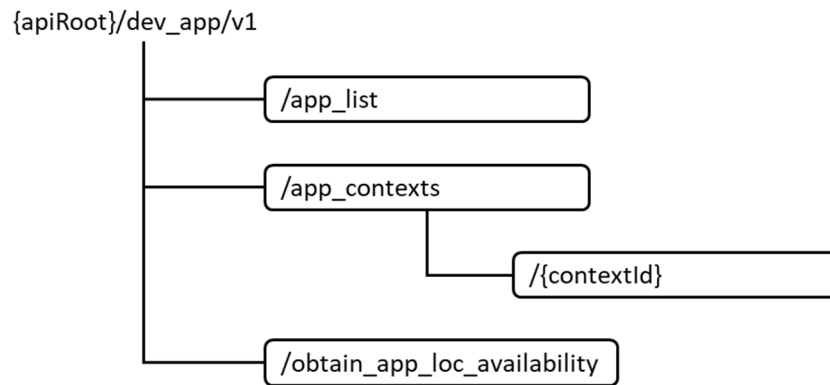 {apiRoot}/dev_app/v1
/app_list
/app_contexts
/{contextId}
/obtain_app_loc_availability